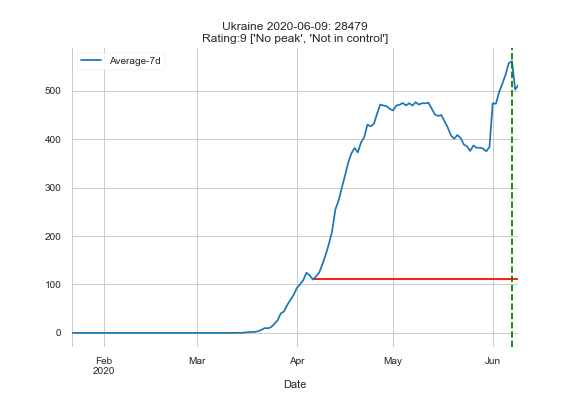 Ukraine 2020-06-09: 28479
Rating:9 ['No peak', 'Not in control']
Average-7d
500
400
300
200
100
0
Feb
2020
Mar
Apr
May
Jun
Date